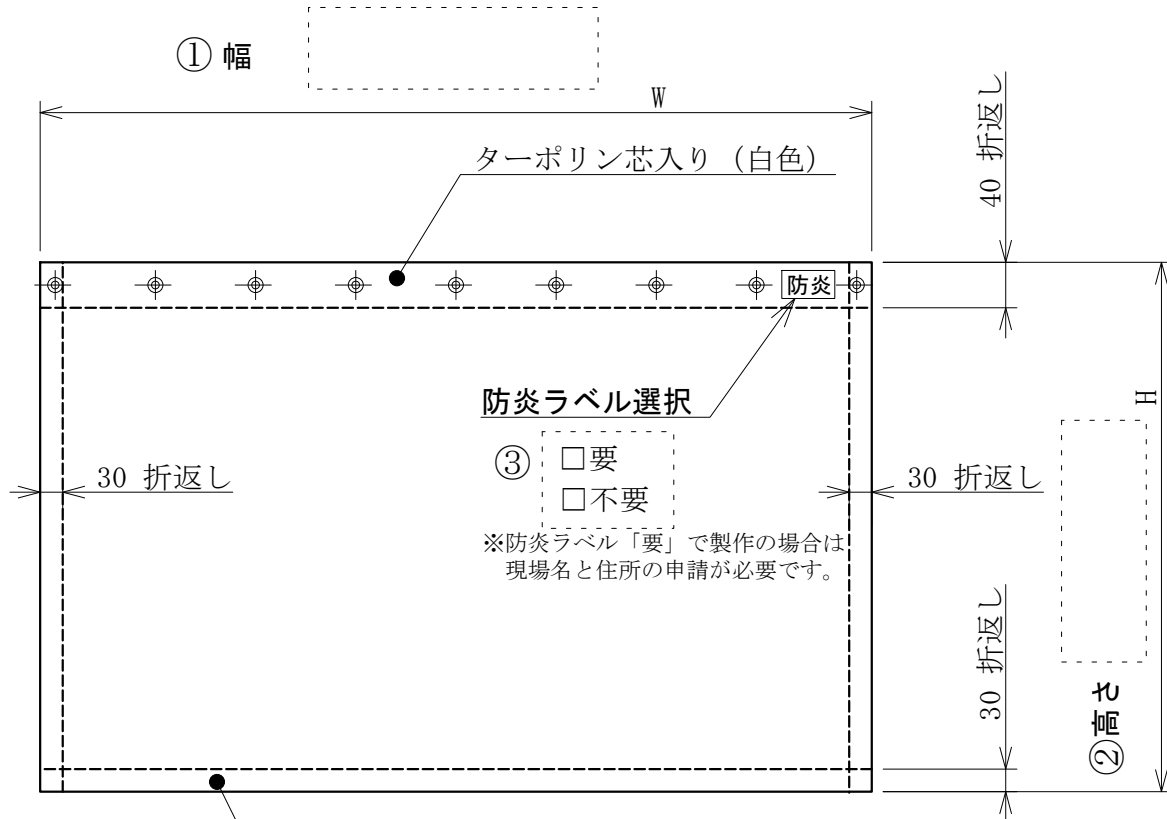 ① 幅
W
ターポリン芯入り（白色）
40 折返し
防炎
防炎ラベル選択
③ □要
□不要
※防炎ラベル「要」で製作の場合は
現場名と住所の申請が必要です。
30 折返し
30 折返し
H
30 折返し
②高さ